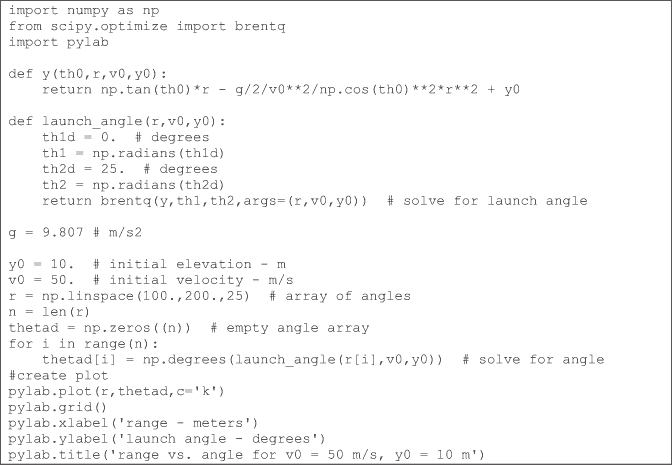 import numpy as np
from scipy.optimize import brentq
import pylab

def y(th0,r,v0,y0):
    return np.tan(th0)*r - g/2/v0**2/np.cos(th0)**2*r**2 + y0

def launch_angle(r,v0,y0):
    th1d = 0.  # degrees
    th1 = np.radians(th1d)
    th2d = 25.  # degrees
    th2 = np.radians(th2d)
    return brentq(y,th1,th2,args=(r,v0,y0))  # solve for launch angle

g = 9.807 # m/s2

y0 = 10.  # initial elevation - m
v0 = 50.  # initial velocity - m/s
r = np.linspace(100.,200.,25)  # array of angles
n = len(r)
thetad = np.zeros((n))  # empty angle array
for i in range(n):
    thetad[i] = np.degrees(launch_angle(r[i],v0,y0))  # solve for angle
#create plot
pylab.plot(r,thetad,c='k')
pylab.grid()
pylab.xlabel('range - meters')
pylab.ylabel('launch angle - degrees')
pylab.title('range vs. angle for v0 = 50 m/s, y0 = 10 m')